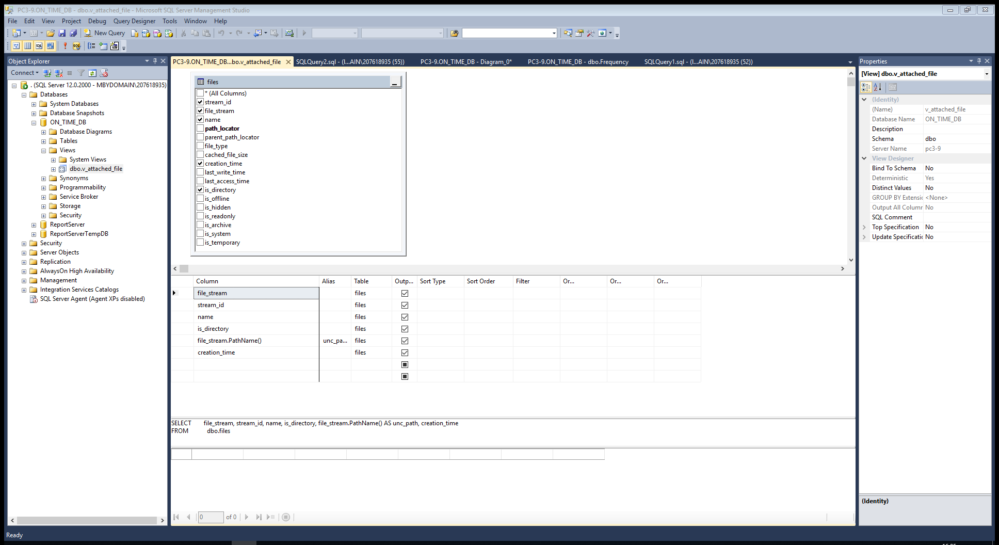 PC3-9.ON_TIME_DB - dbo.v_attached_file - Microsoft SQL Server Management Studio
File Edit View Project Debug Query Designer Tools Window Help
New Query
Object Explorer
Connect
. (SQL Server 12.0.2000 - MBYDOMAIN\207618935)
Databases
System Databases
Database Snapshots
ON_TIME_DB
Database Diagrams
Tables
Views
System Views
dbo.v_attached_file
Synonyms
Programmability
Service Broker
Storage
Security
ReportServer
ReportServerTempDB
Security
Server Objects
Replication
AlwaysOn High Availability
Management
Integration Services Catalogs
SQL Server Agent (Agent XPs disabled)
PC3-9.ON_TIME_DB...bo.v_attached_file SQLQuery2.sql - (l...AIN\207618935 (55)) PC3-9.ON_TIME_DB - Diagram_0* PC3-9.ON_TIME_DB - dbo.Frequency SQLQuery1.sql - (l...AIN\207618935 (52))
files
* (All Columns)
stream_id
file_stream
name
path_locator
parent_path_locator
file_type
cached_file_size
creation_time
last_write_time
last_access_time
is_directory
is_offline
is_hidden
is_readonly
is_archive
is_system
is_temporary
Column Alias Table Outp... Sort Type Sort Order Filter Or... Or... Or...
file_stream files
stream_id files
name files
is_directory files
file_stream.PathName() unc_pa... files
creation_time files
SELECT file_stream, stream_id, name, is_directory, file_stream.PathName() AS unc_path, creation_time
FROM dbo.files
0 of 0
Properties
[View] dbo.v_attached_file
(Identity)
(Name) v_attached_file
Database Name ON_TIME_DB
Description
Schema dbo
Server Name pc3-9
View Designer
Bind To Schema No
Deterministic Yes
Distinct Values No
GROUP BY Extensic <None>
Output All Columr No
SQL Comment
Top Specification No
Update Specificatic No
(Identity)
Ready